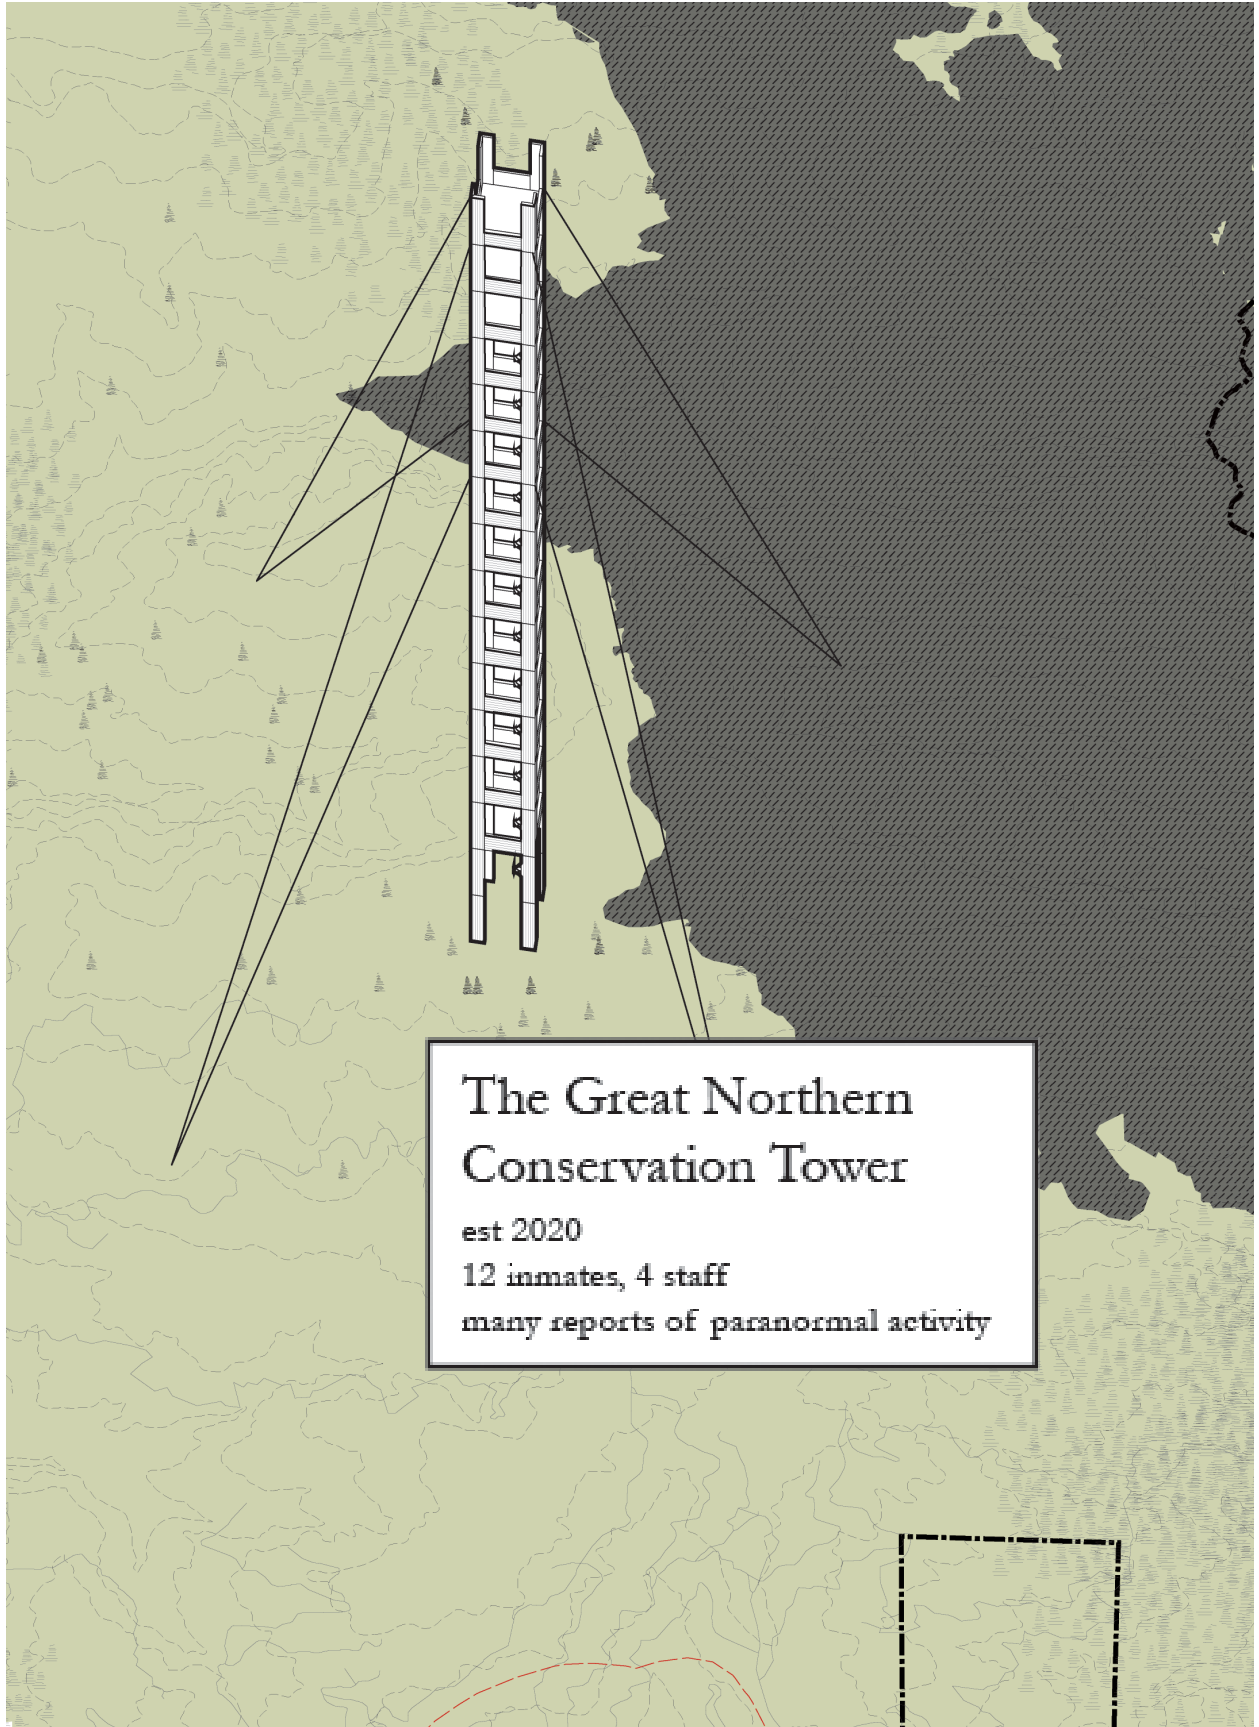 The Great Northern
Conservation Tower
est 2020
12 inmates, 4 staff
many reports of paranormal activity